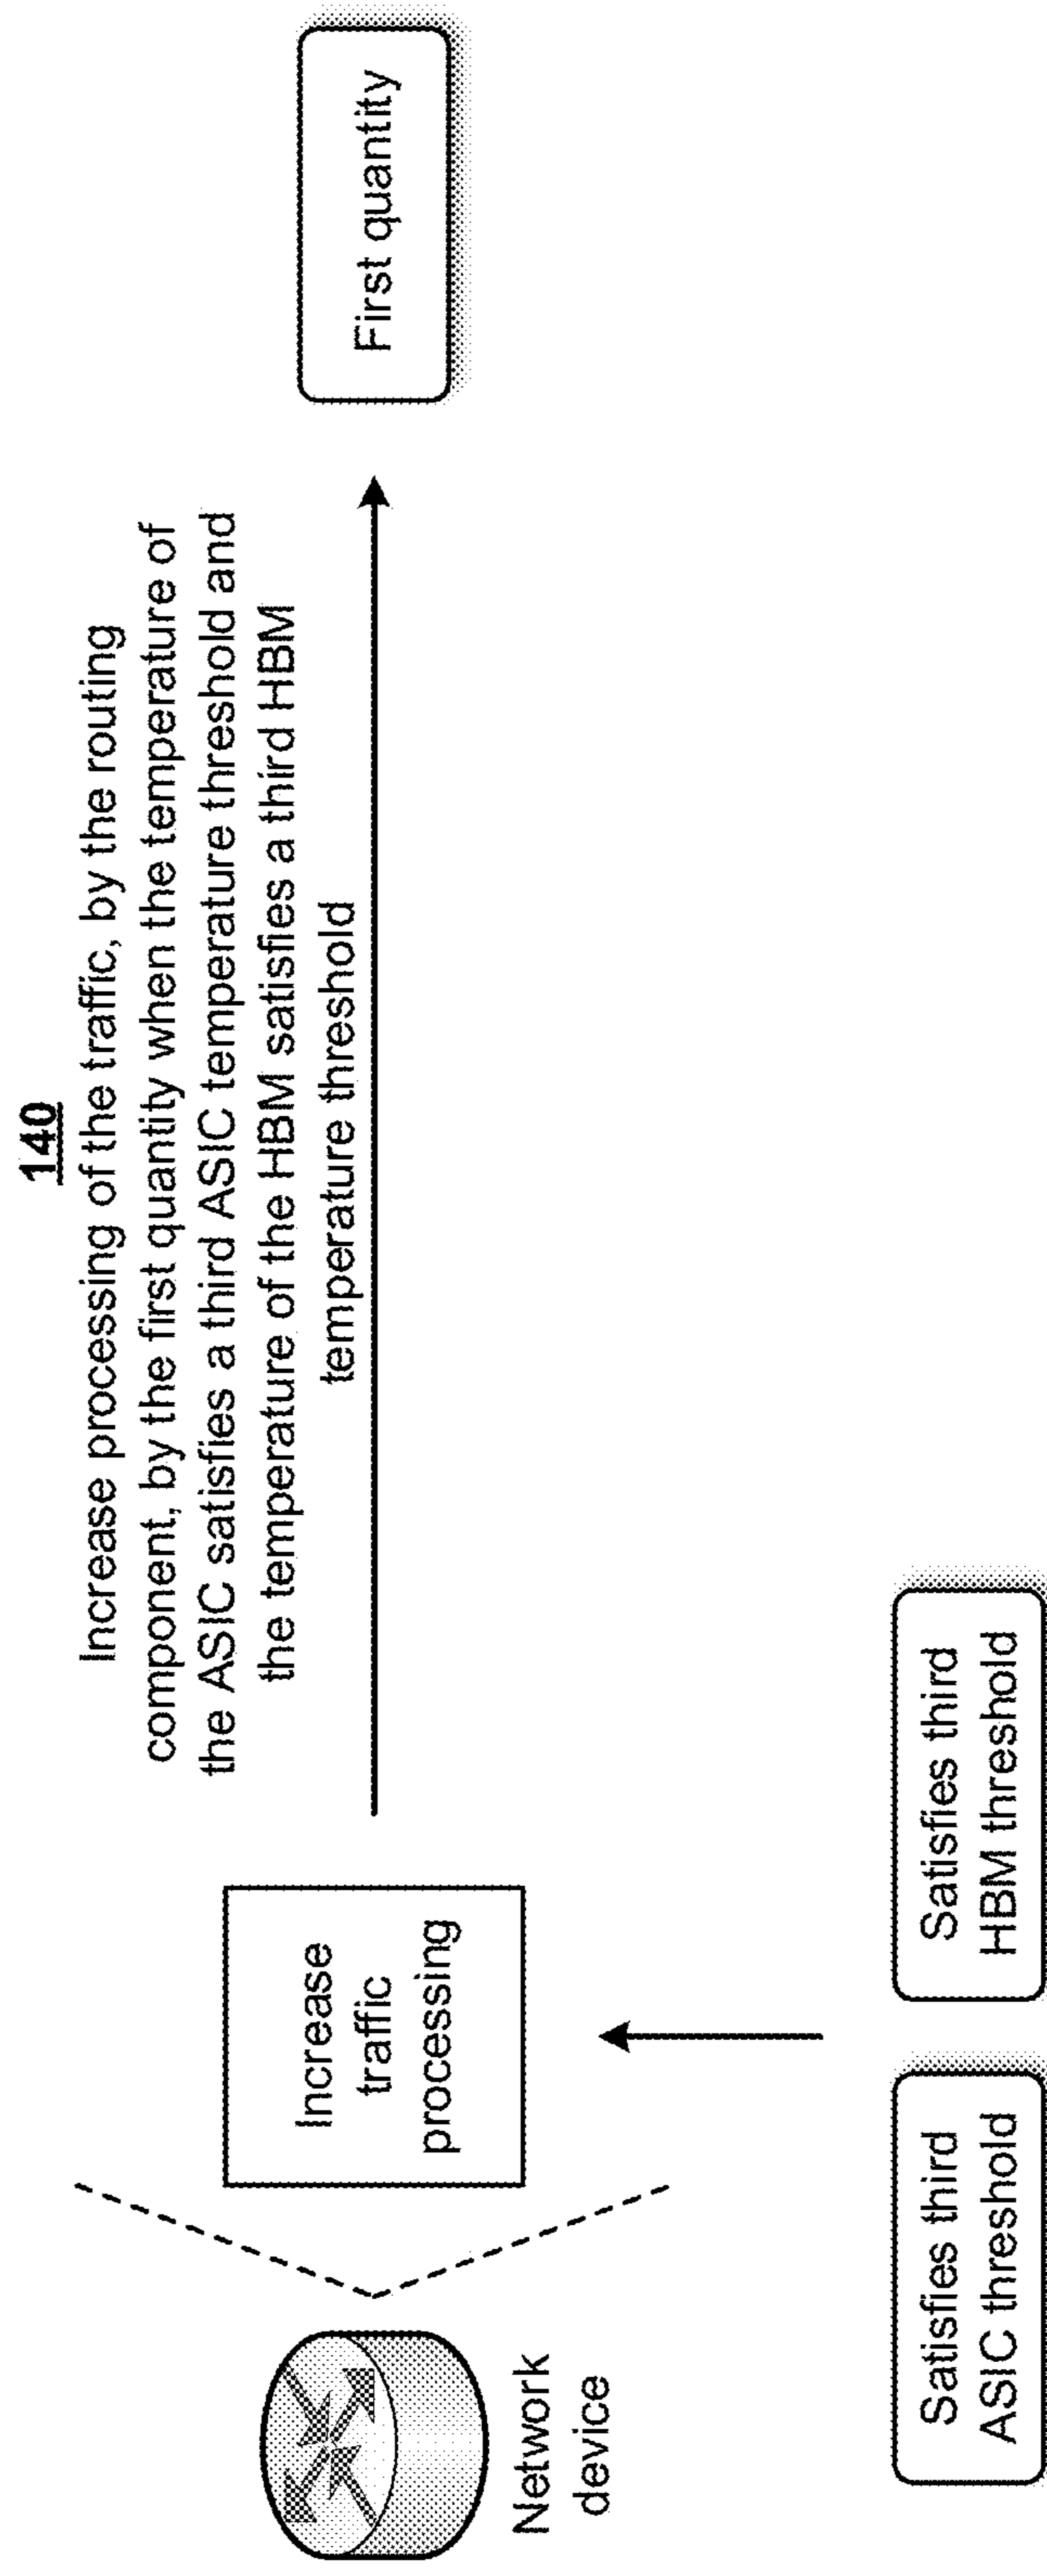 140
Increase processing of the traffic, by the routing
component, by the first quantity when the temperature of
the ASIC satisfies a third ASIC temperature threshold and
the temperature of the HBM satisfies a third HBM
temperature threshold
First quantity
Increase
traffic
processing
Network
device
Satisfies third
ASIC threshold
Satisfies third
HBM threshold